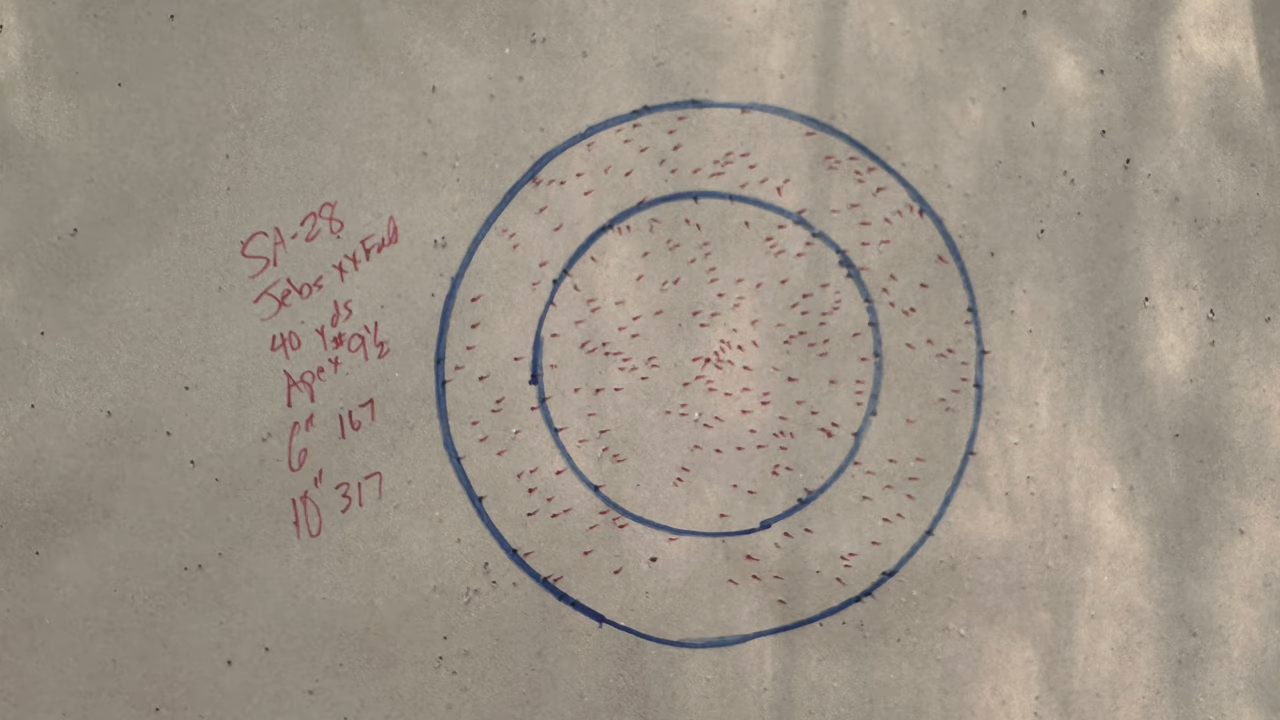 SA-28
Jebs xx Full
40 yds
Apex #9½
6" 167
10" 317